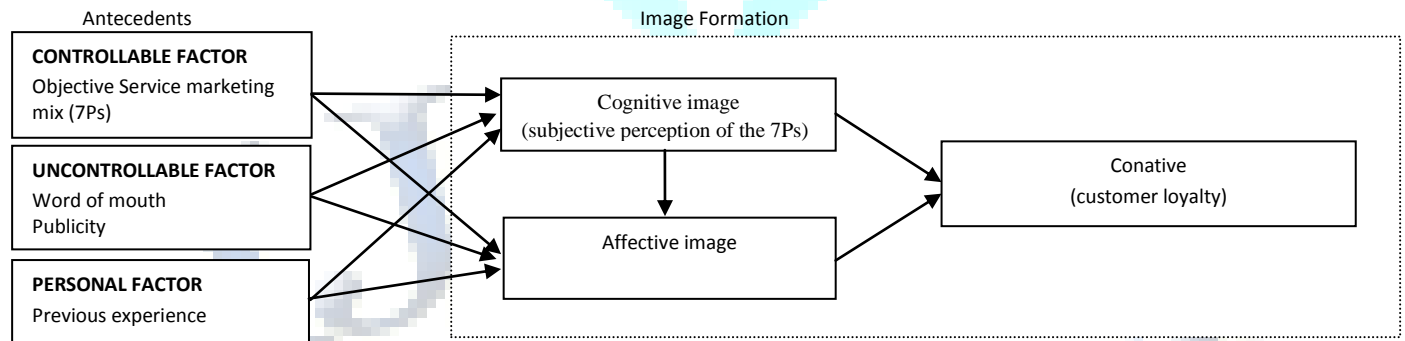 Antecedents
Image Formation
CONTROLLABLE FACTOR
Objective Service marketing
mix (7Ps)
UNCONTROLLABLE FACTOR
Word of mouth
Publicity
PERSONAL FACTOR
Previous experience
Cognitive image
(subjective perception of the 7Ps)
Affective image
Conative
(customer loyalty)